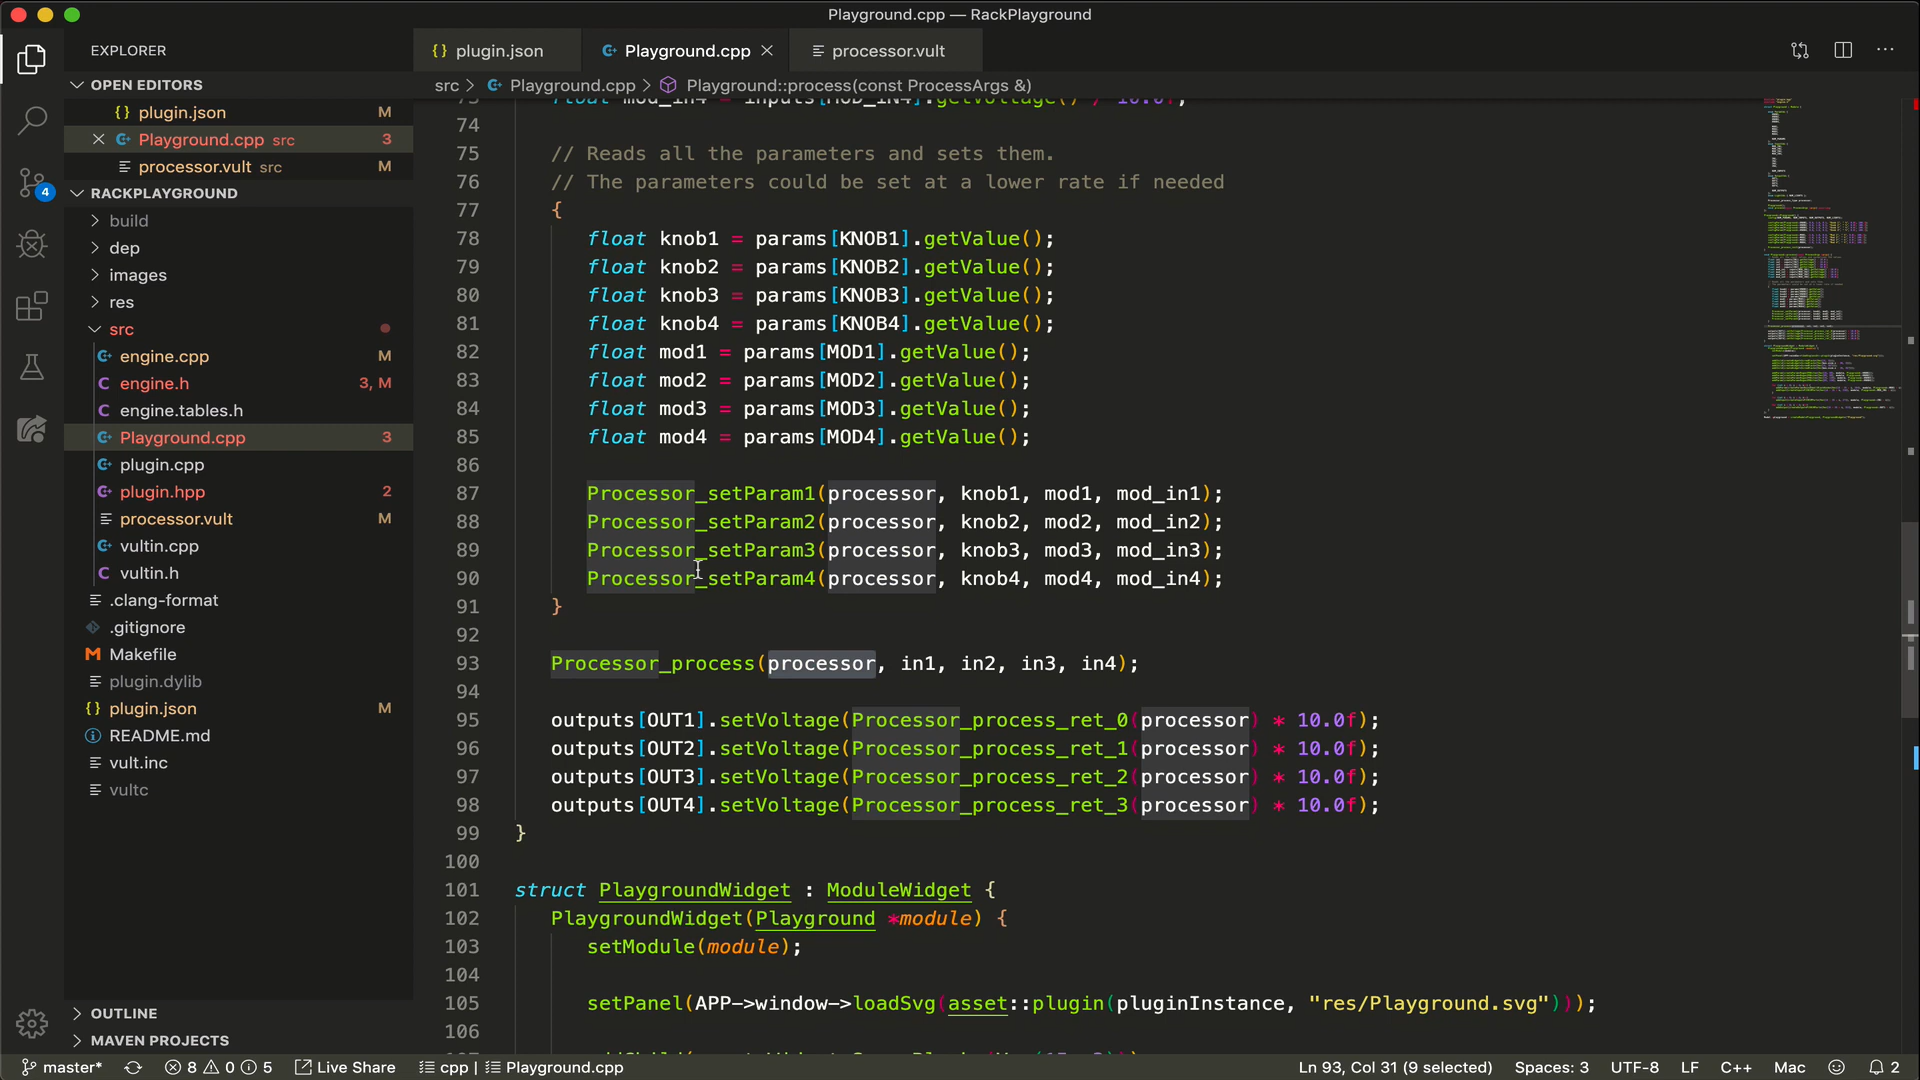 Playground.cpp — RackPlayground
EXPLORER
OPEN EDITORS
{} plugin.json M
Playground.cpp src 3
processor.vult src M
RACKPLAYGROUND
build
dep
images
res
src
engine.cpp M
engine.h 3, M
engine.tables.h
Playground.cpp 3
plugin.cpp
plugin.hpp 2
processor.vult M
vultin.cpp
vultin.h
.clang-format
.gitignore
Makefile
plugin.dylib
{} plugin.json M
README.md
vult.inc
vultc
OUTLINE
MAVEN PROJECTS
4
{} plugin.json
Playground.cpp
processor.vult
src > Playground.cpp > Playground::process(const ProcessArgs &)
73 float mod_in4 = inputs[MOD_IN4].getVoltage() / 10.0f;
74
75 // Reads all the parameters and sets them.
76 // The parameters could be set at a lower rate if needed
77 {
78 float knob1 = params[KNOB1].getValue();
79 float knob2 = params[KNOB2].getValue();
80 float knob3 = params[KNOB3].getValue();
81 float knob4 = params[KNOB4].getValue();
82 float mod1 = params[MOD1].getValue();
83 float mod2 = params[MOD2].getValue();
84 float mod3 = params[MOD3].getValue();
85 float mod4 = params[MOD4].getValue();
86
87 Processor_setParam1(processor, knob1, mod1, mod_in1);
88 Processor_setParam2(processor, knob2, mod2, mod_in2);
89 Processor_setParam3(processor, knob3, mod3, mod_in3);
90 Processor_setParam4(processor, knob4, mod4, mod_in4);
91 }
92
93 Processor_process(processor, in1, in2, in3, in4);
94
95 outputs[OUT1].setVoltage(Processor_process_ret_0(processor) * 10.0f);
96 outputs[OUT2].setVoltage(Processor_process_ret_1(processor) * 10.0f);
97 outputs[OUT3].setVoltage(Processor_process_ret_2(processor) * 10.0f);
98 outputs[OUT4].setVoltage(Processor_process_ret_3(processor) * 10.0f);
99 }
100
101 struct PlaygroundWidget : ModuleWidget {
102 PlaygroundWidget(Playground *module) {
103 setModule(module);
104
105 setPanel(APP->window->loadSvg(asset::plugin(pluginInstance, "res/Playground.svg")));
106
master* 8 0 5 Live Share cpp | Playground.cpp Ln 93, Col 31 (9 selected) Spaces: 3 UTF-8 LF C++ Mac 2